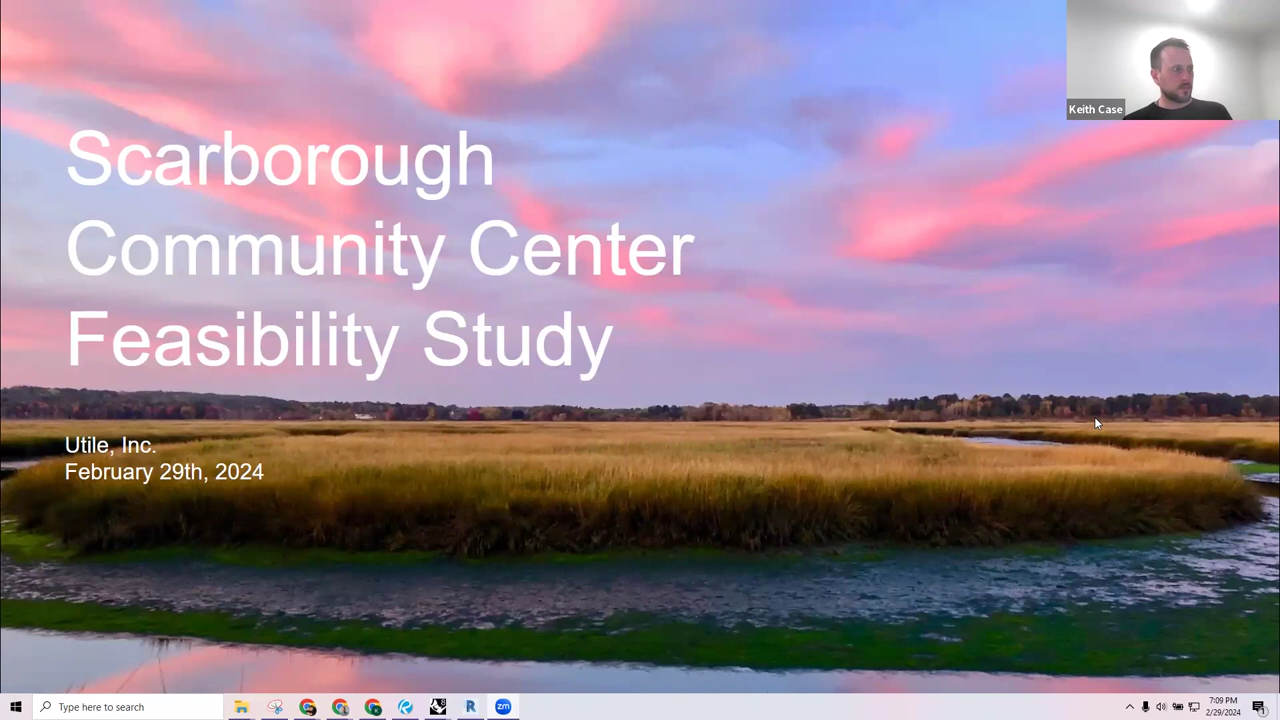 Scarborough
Community Center
Feasibility Study
Utile, Inc.
February 29th, 2024
Keith Case
Type here to search
zm
7:09 PM
2/29/2024